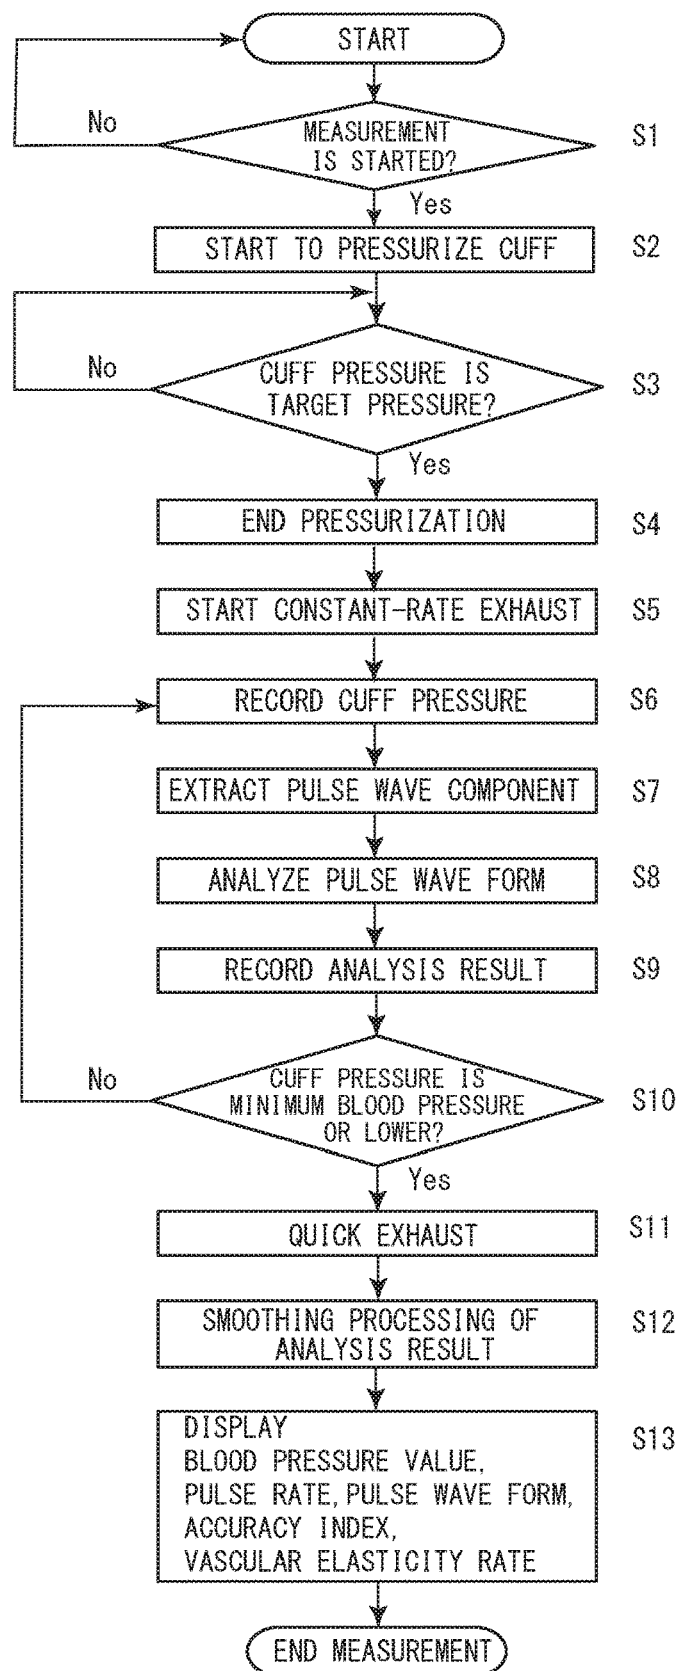 START
No
MEASUREMENT
IS STARTED?
S1
Yes
START TO PRESSURIZE CUFF
S2
No
CUFF PRESSURE IS
TARGET PRESSURE?
S3
Yes
END PRESSURIZATION
S4
START CONSTANT-RATE EXHAUST
S5
RECORD CUFF PRESSURE
S6
EXTRACT PULSE WAVE COMPONENT
S7
ANALYZE PULSE WAVE FORM
S8
RECORD ANALYSIS RESULT
S9
No
CUFF PRESSURE IS
MINIMUM BLOOD PRESSURE
OR LOWER?
S10
Yes
QUICK EXHAUST
S11
SMOOTHING PROCESSING OF
ANALYSIS RESULT
S12
DISPLAY
BLOOD PRESSURE VALUE,
PULSE RATE, PULSE WAVE FORM,
ACCURACY INDEX,
VASCULAR ELASTICITY RATE
S13
END MEASUREMENT